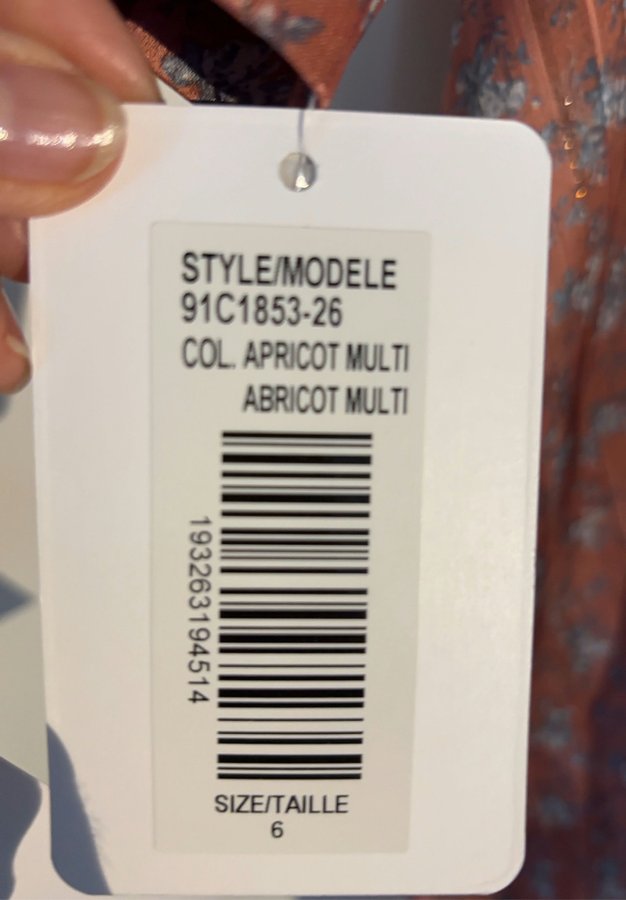 STYLE/MODELE
91C1853-26
COL. APRICOT MULTI
ABRICOT MULTI
193263194514
SIZE/TAILLE
6